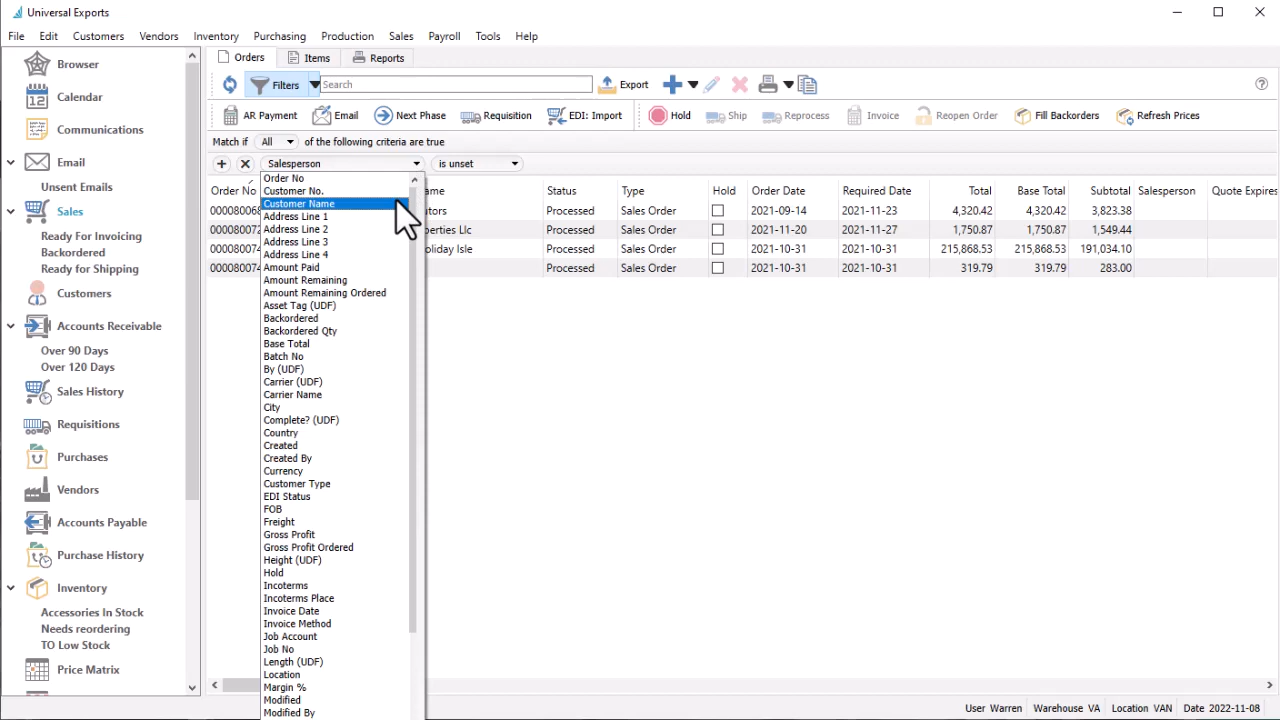 Universal Exports
File Edit Customers Vendors Inventory Purchasing Production Sales Payroll Tools Help
Browser
Calendar
Communications
Email
Unsent Emails
Sales
Ready For Invoicing
Backordered
Ready for Shipping
Customers
Accounts Receivable
Over 90 Days
Over 120 Days
Sales History
Requisitions
Purchases
Vendors
Accounts Payable
Purchase History
Inventory
Accessories In Stock
Needs reordering
TO Low Stock
Price Matrix
Orders Items Reports
Filters Search Export
AR Payment Email Next Phase Requisition EDI: Import Hold Ship Reprocess Invoice Reopen Order Fill Backorders Refresh Prices
Match if All of the following criteria are true
Salesperson is unset
Order No
Customer No.
Customer Name
Address Line 1
Address Line 2
Address Line 3
Address Line 4
Amount Paid
Amount Remaining
Amount Remaining Ordered
Asset Tag (UDF)
Backordered
Backordered Qty
Base Total
Batch No
By (UDF)
Carrier (UDF)
Carrier Name
City
Complete? (UDF)
Country
Created
Created By
Currency
Customer Type
EDI Status
FOB
Freight
Gross Profit
Gross Profit Ordered
Height (UDF)
Hold
Incoterms
Incoterms Place
Invoice Date
Invoice Method
Job Account
Job No
Length (UDF)
Location
Margin %
Modified
Modified By
Order No ame Status Type Hold Order Date Required Date Total Base Total Subtotal Salesperson Quote Expires
000080068 utors Processed Sales Order 2021-09-14 2021-11-23 4,320.42 4,320.42 3,823.
00008007 perties Llc Processed Sales Order 2021-11-20 2021-11-27 1,750.87 1,750.87 1,549.44
00008007 oliday Isle Processed Sales Order 2021-10-31 2021-10-31 215,868.53 215,868.53 191,034.10
00008007 Processed Sales Order 2021-10-31 2021-10-31 319.79 319.79 283.00
User Warren Warehouse VA Location VAN Date 2022-11-08